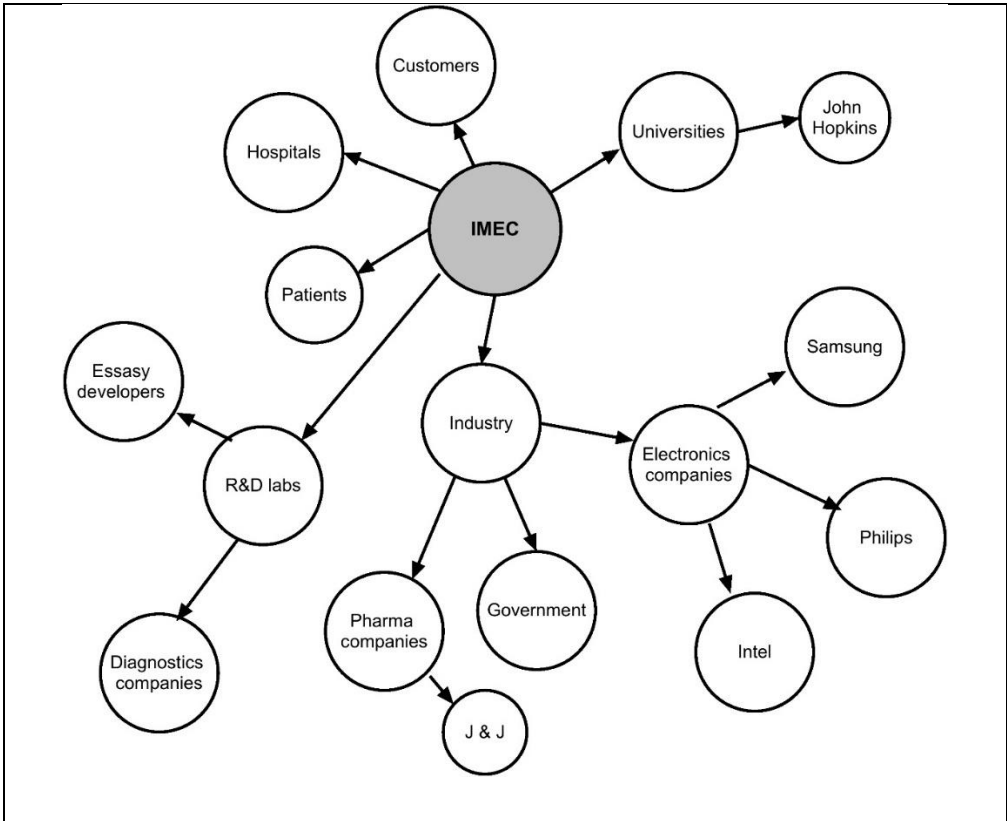 Customers
Universities
John
Hopkins
Hospitals
IMEC
Patients
Samsung
Essasy
developers
Industry
Electronics
companies
R&D labs
Philips
Government
Pharma
companies
Intel
Diagnostics
companies
J & J